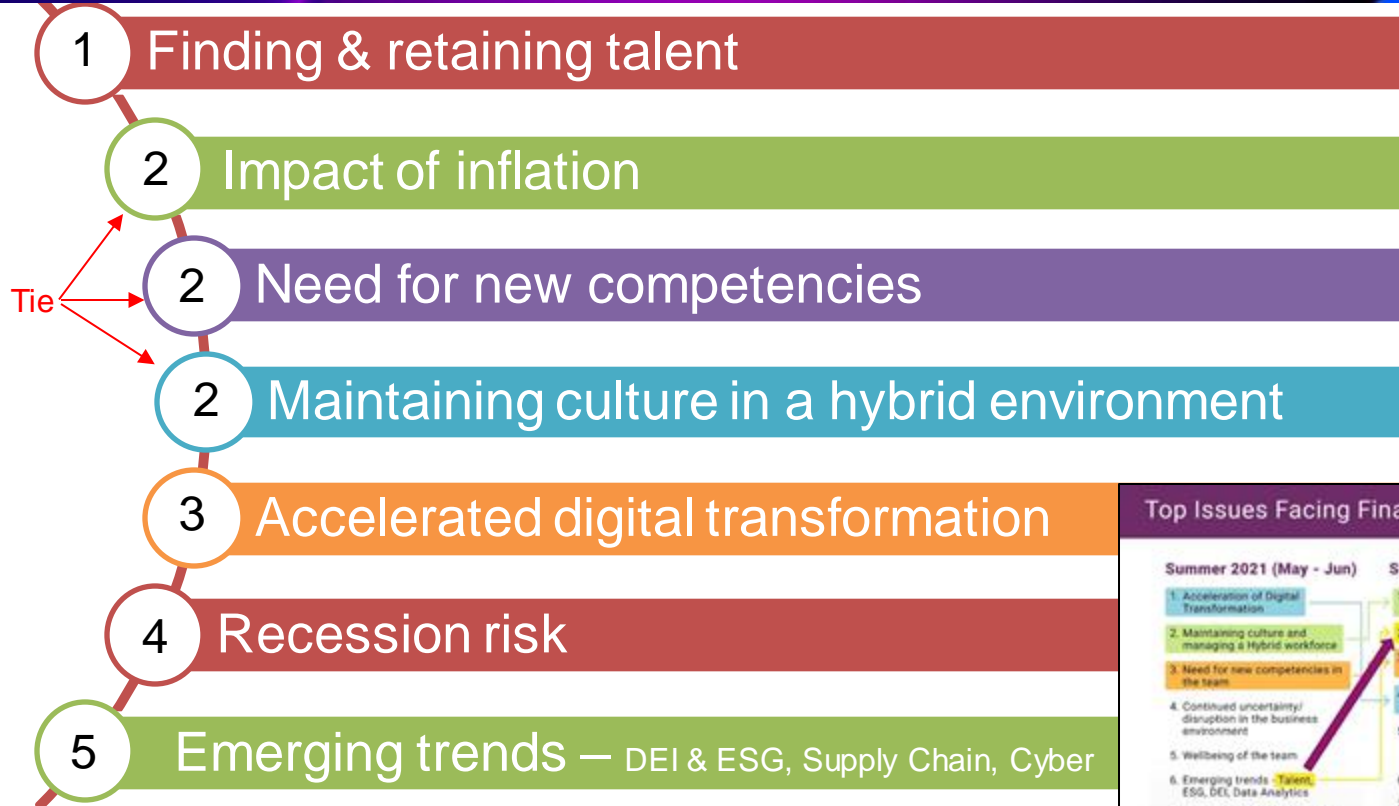 1 Finding & retaining talent
2 Impact of inflation
Tie
2 Need for new competencies
2 Maintaining culture in a hybrid environment
3 Accelerated digital transformation
4 Recession risk
5 Emerging trends – DEI & ESG, Supply Chain, Cyber
Top Issues Facing Fina
Summer 2021 (May - Jun) S
1. Acceleration of Digital
Transformation
2. Maintaining culture and
managing a Hybrid workforce
3. Need for new competencies in
the team
4. Continued uncertainty/
disruption in the business
environment
5. Wellbeing of the team
6. Emerging trends - Talent,
ESG, DEI, Data Analytics